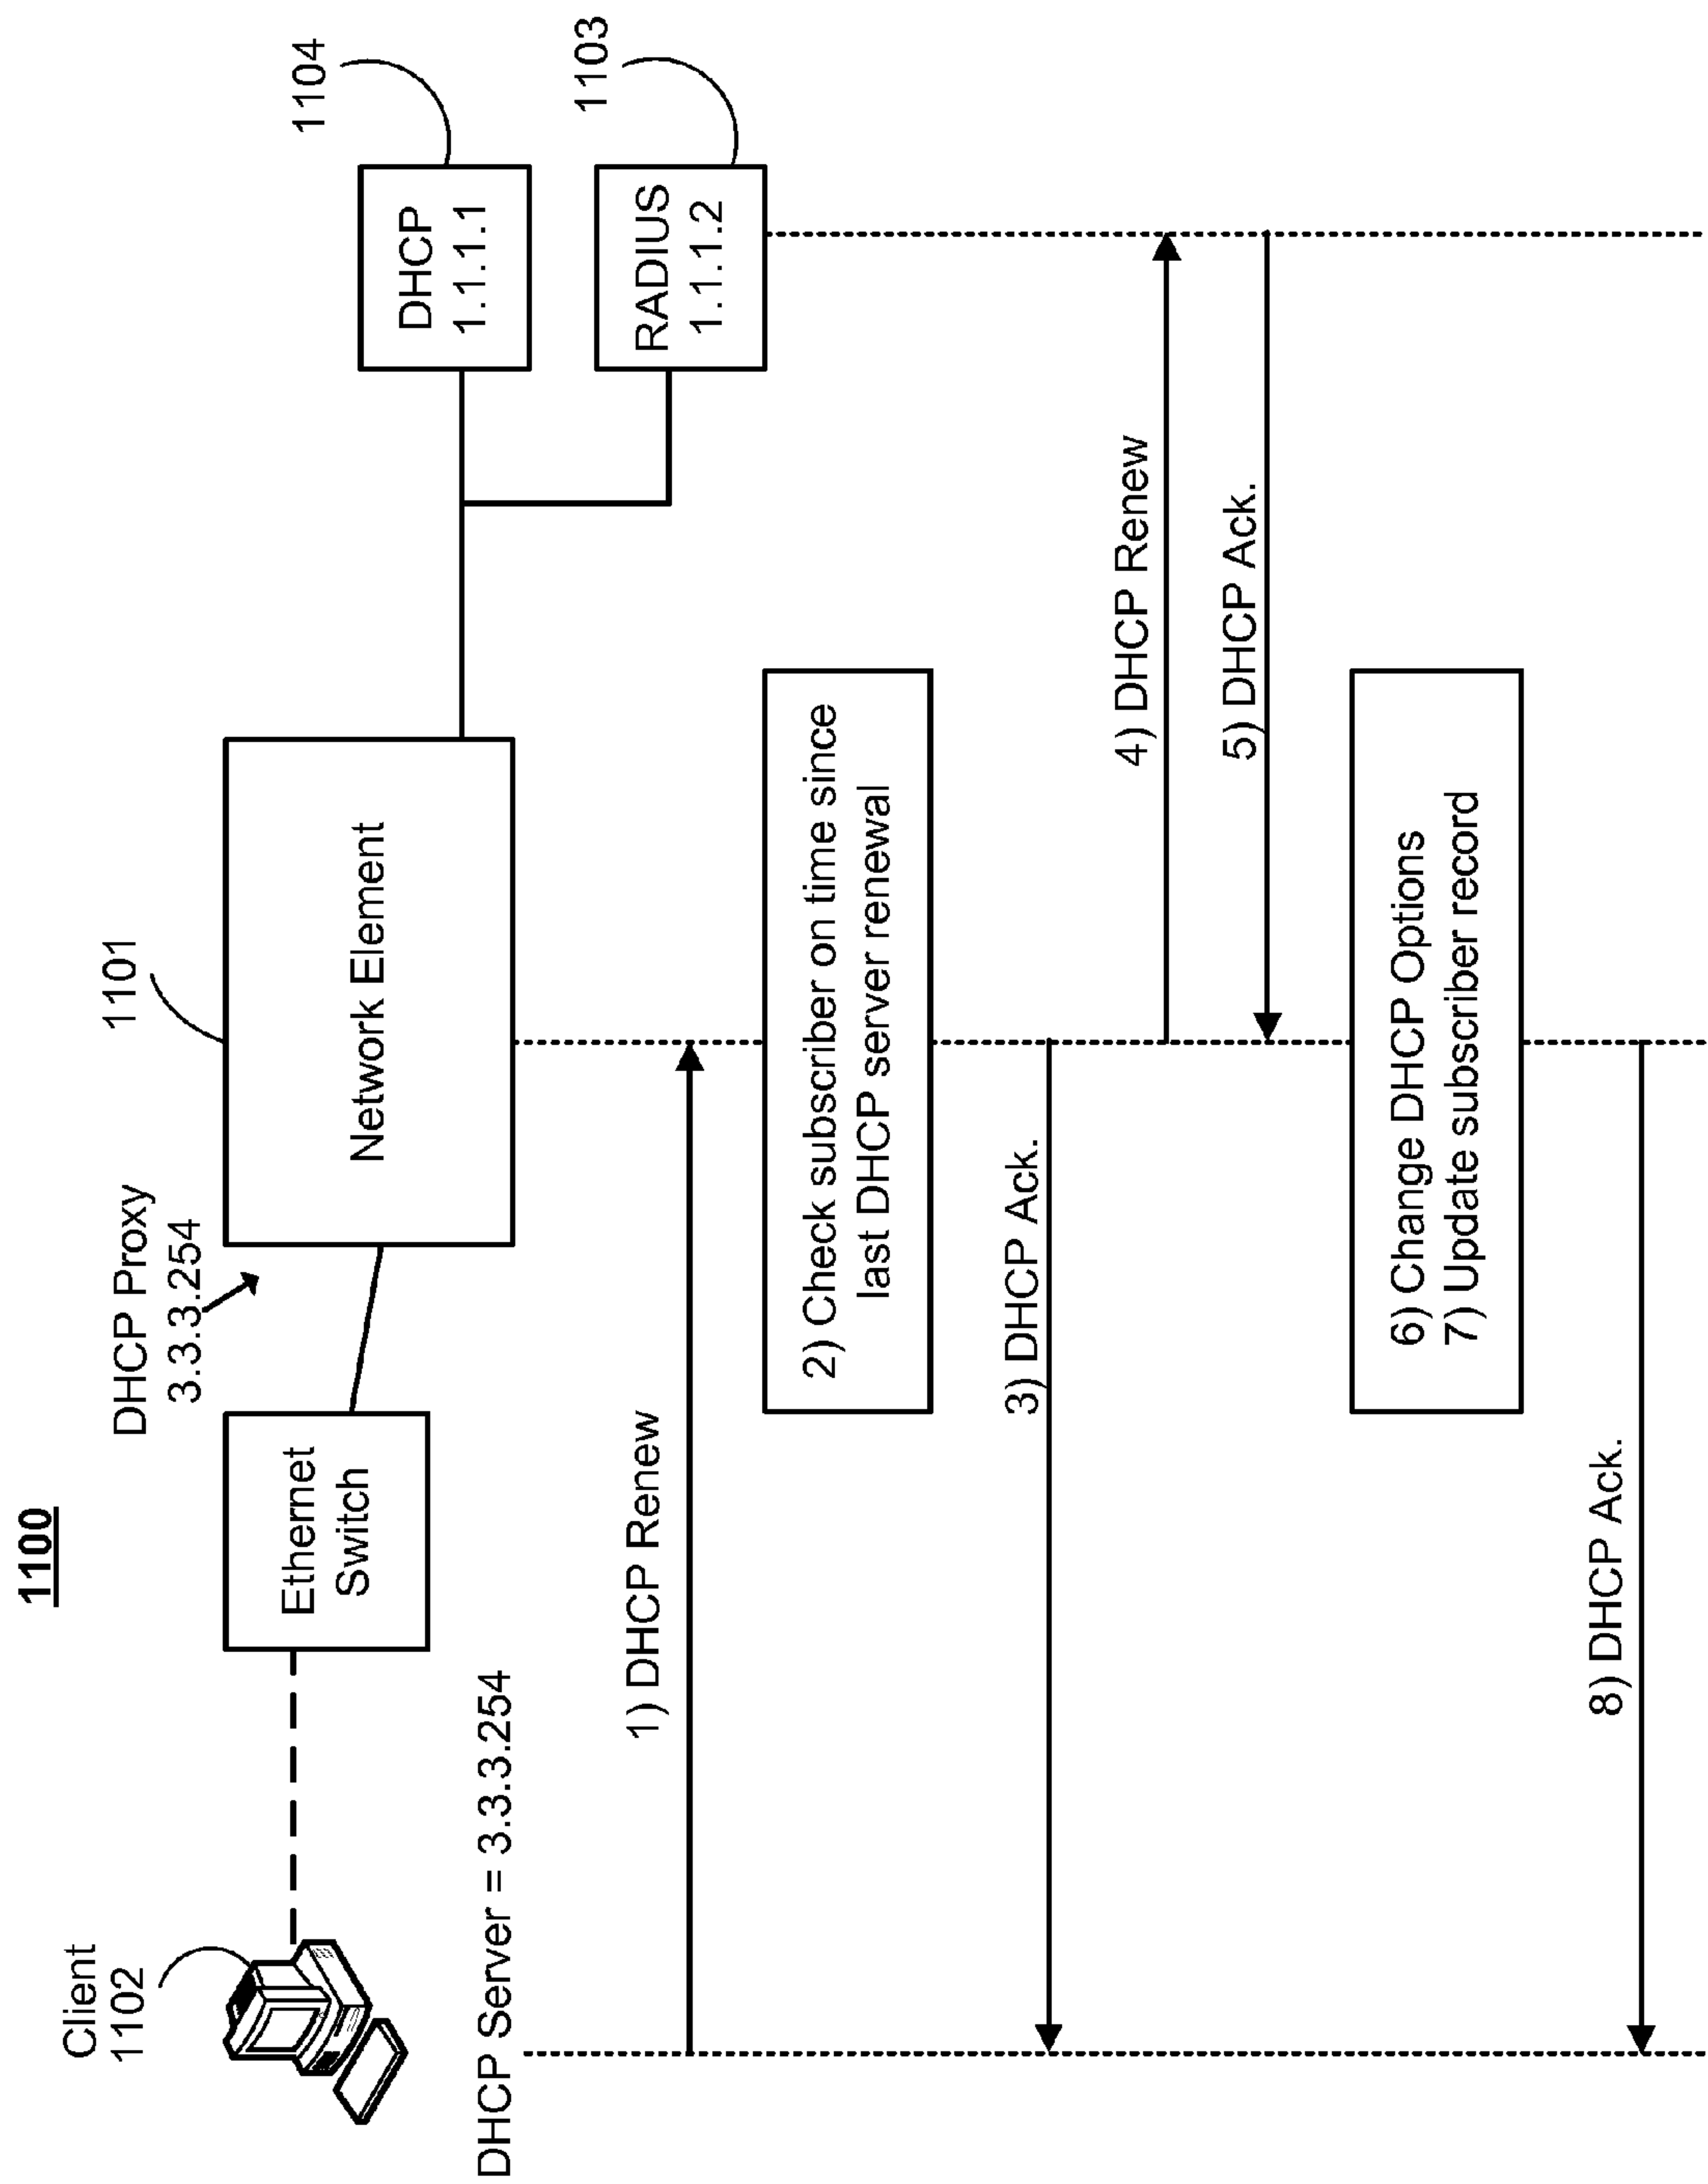 1100
Client
1102
Ethernet
Switch
DHCP Proxy
3.3.3.254
1101
Network Element
DHCP
1.1.1.1
1104
RADIUS
1.1.1.2
1103
DHCP Server = 3.3.3.254
1) DHCP Renew
2) Check subscriber on time since
last DHCP server renewal
3) DHCP Ack.
4) DHCP Renew
5) DHCP Ack.
6) Change DHCP Options
7) Update subscriber record
8) DHCP Ack.